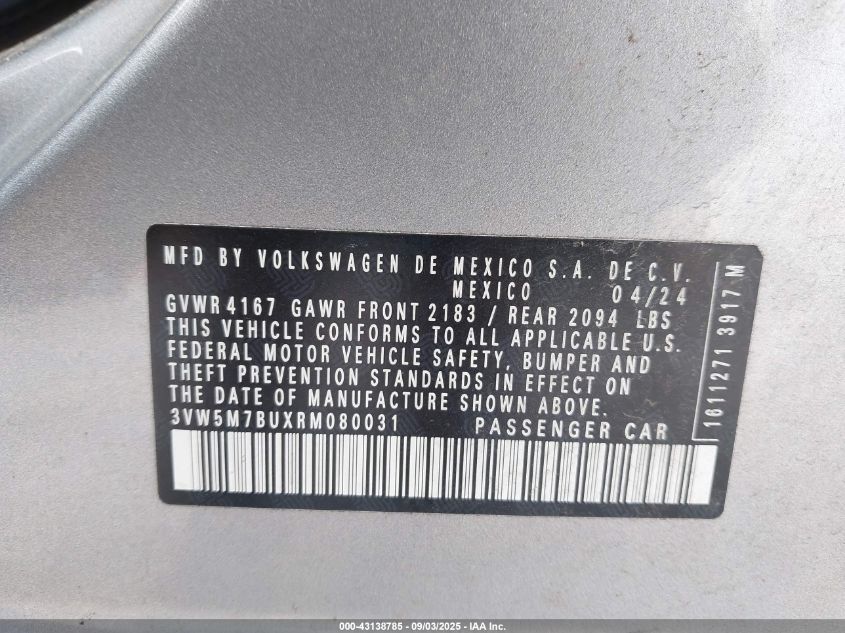 MFD BY VOLKSWAGEN DE MEXICO S.A. DE C.V.
MEXICO 04/24
GVWR 4167 GAWR FRONT 2183 / REAR 2094 LBS
THIS VEHICLE CONFORMS TO ALL APPLICABLE U.S.
FEDERAL MOTOR VEHICLE SAFETY, BUMPER AND
THEFT PREVENTION STANDARDS IN EFFECT ON
THE DATE OF MANUFACTURE SHOWN ABOVE.
3VW5M7BUXRM080031 PASSENGER CAR
1611271 3917 M
000-43138785 - 09/03/2025 - IAA Inc.